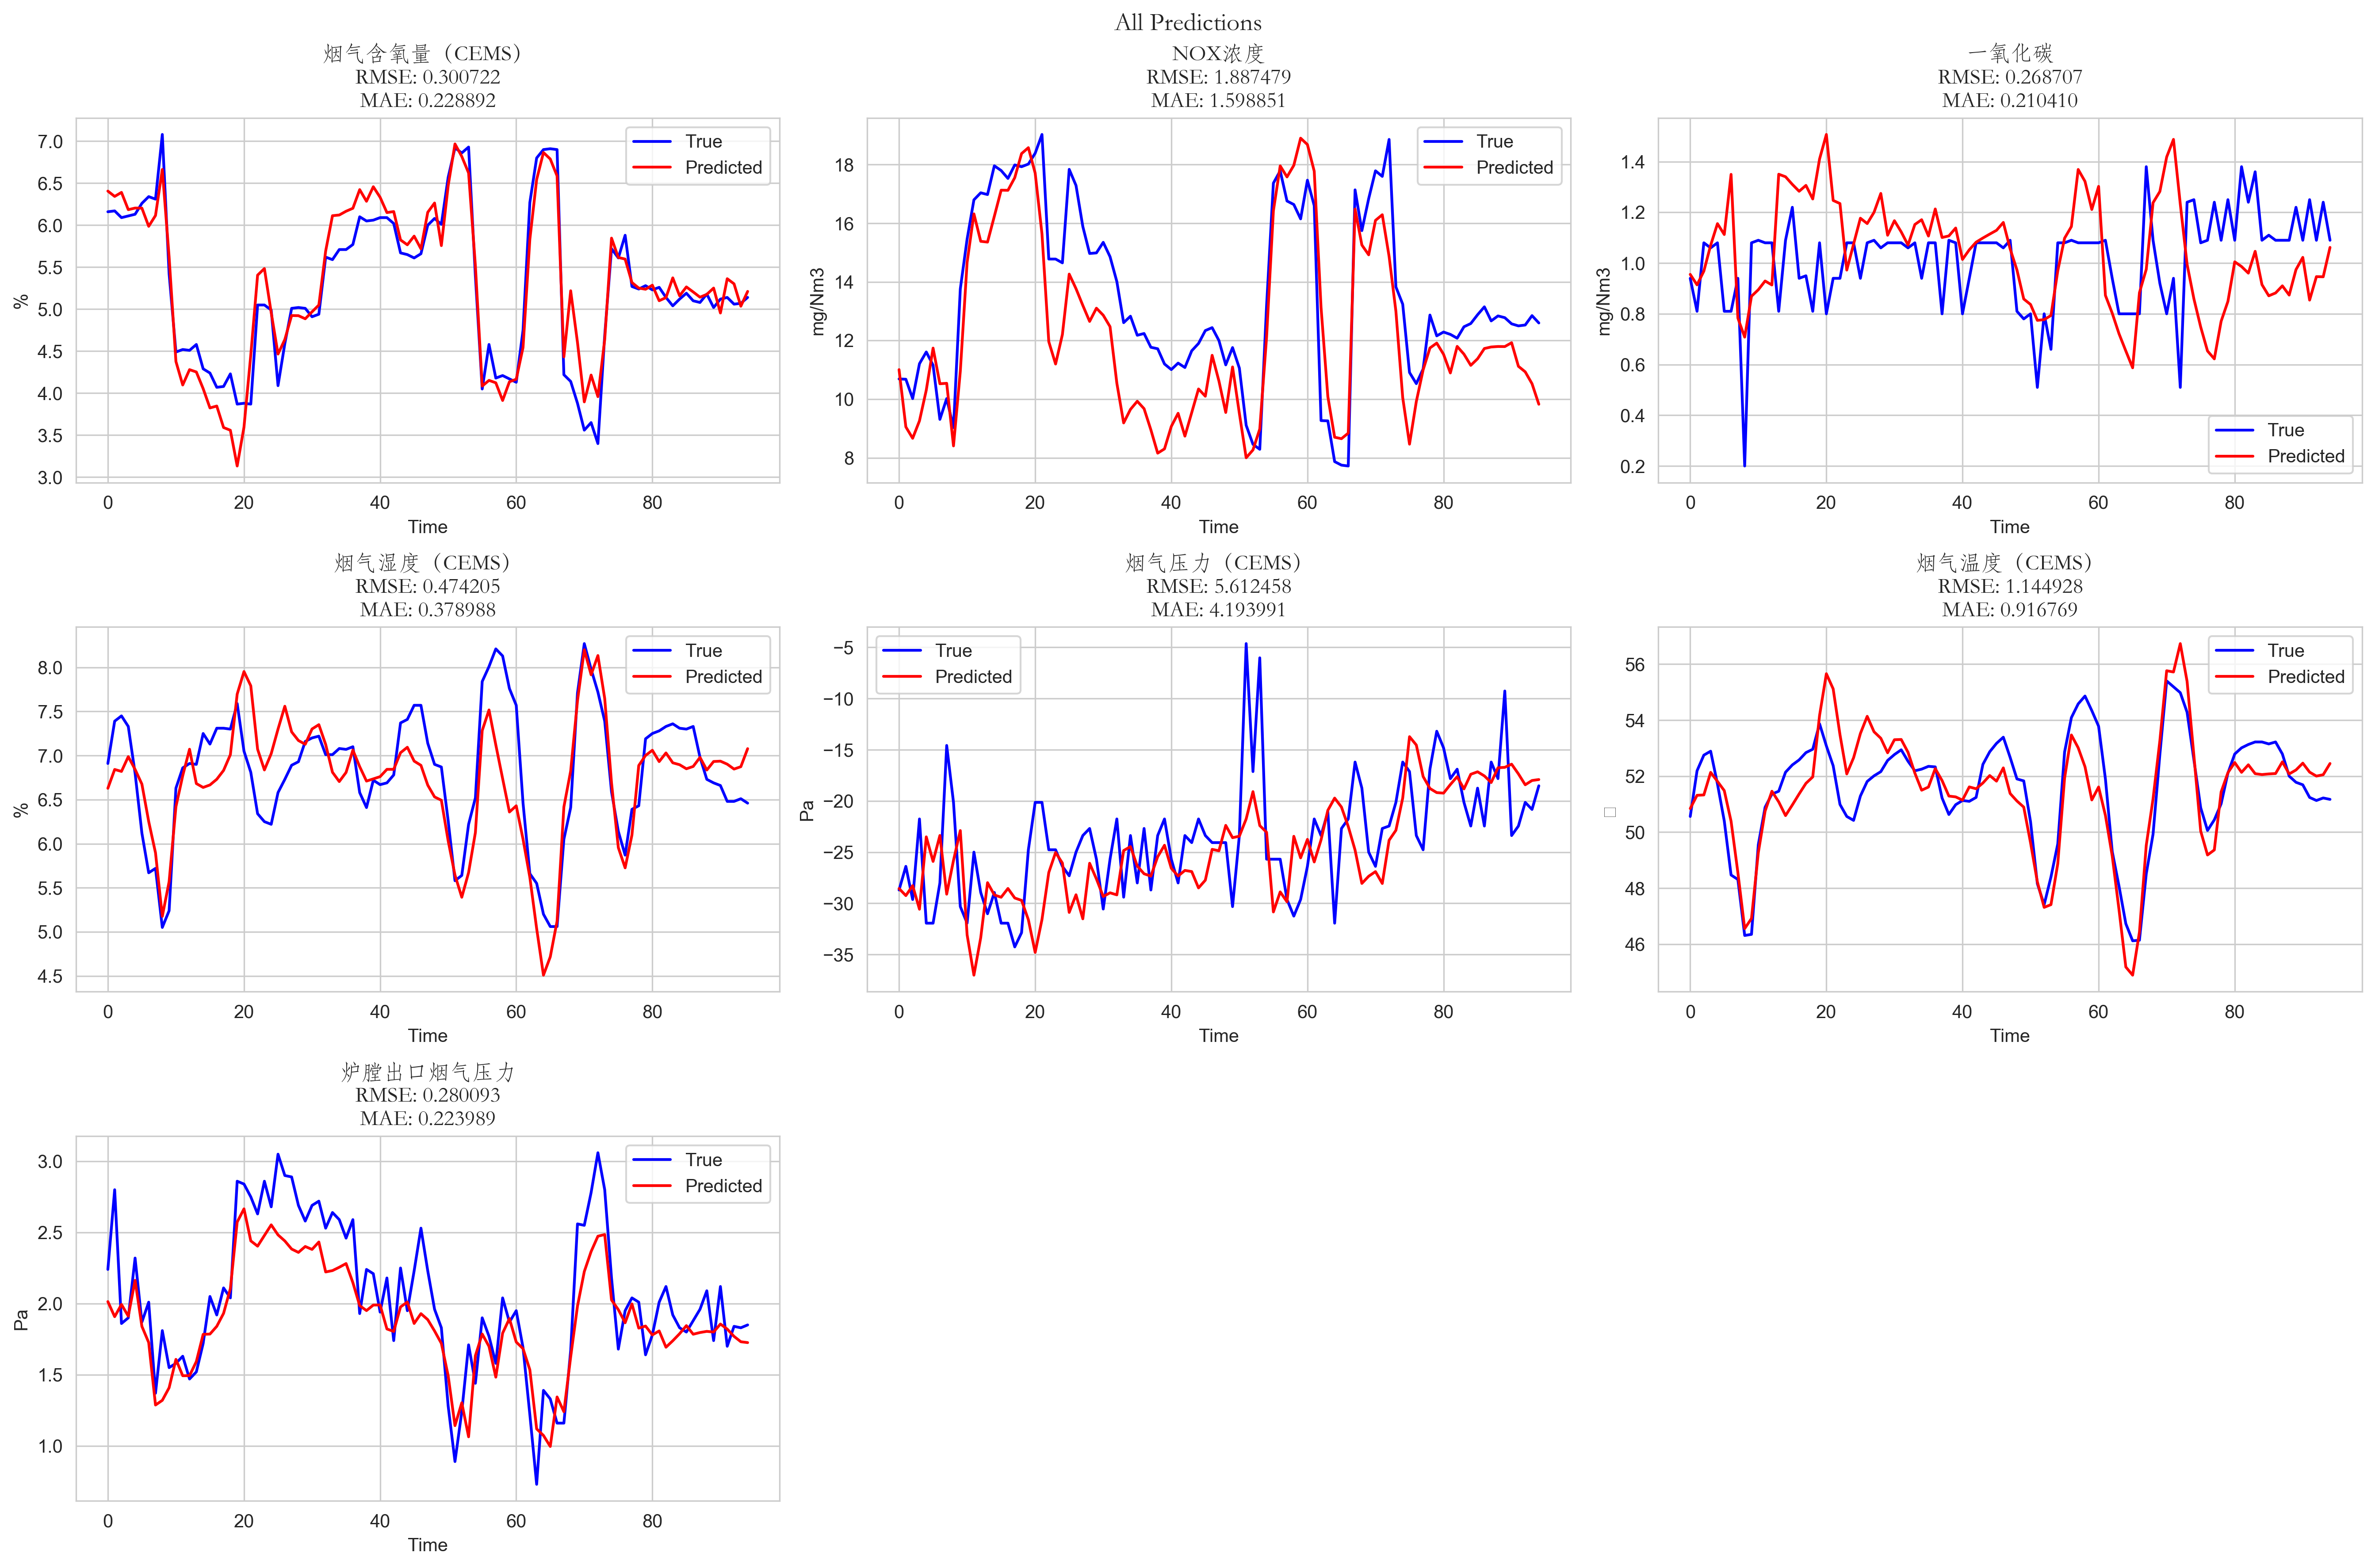 All Predictions
烟气含氧量（CEMS）
RMSE: 0.300722
MAE: 0.228892
7.0
6.5
6.0
5.5
5.0
4.5
4.0
3.5
3.0
%
0
20
40
60
80
Time
True
Predicted
NOX浓度
RMSE: 1.887479
MAE: 1.598851
18
16
14
12
10
8
mg/Nm3
0
20
40
60
80
Time
True
Predicted
一氧化碳
RMSE: 0.268707
MAE: 0.210410
1.4
1.2
1.0
0.8
0.6
0.4
0.2
mg/Nm3
0
20
40
60
80
Time
True
Predicted
烟气湿度（CEMS）
RMSE: 0.474205
MAE: 0.378988
8.0
7.5
7.0
6.5
6.0
5.5
5.0
4.5
%
0
20
40
60
80
Time
True
Predicted
烟气压力（CEMS）
RMSE: 5.612458
MAE: 4.193991
−5
−10
−15
−20
−25
−30
−35
Pa
0
20
40
60
80
Time
True
Predicted
烟气温度（CEMS）
RMSE: 1.144928
MAE: 0.916769
56
54
52
50
48
46
0
20
40
60
80
Time
True
Predicted
炉膛出口烟气压力
RMSE: 0.280093
MAE: 0.223989
3.0
2.5
2.0
1.5
1.0
Pa
0
20
40
60
80
Time
True
Predicted